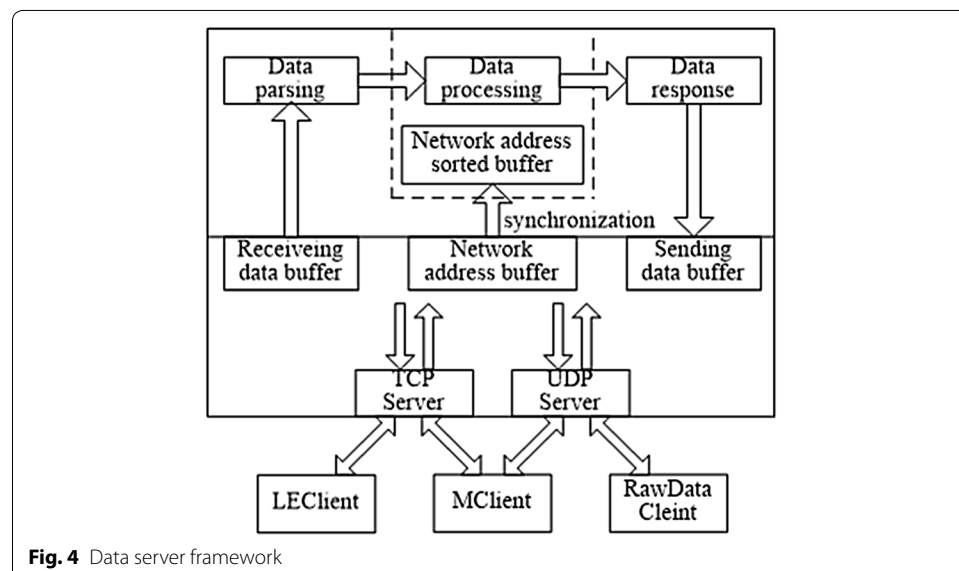 Data
parsing
Data
processing
Data
response
Network address
sorted buffer
synchronization
Receiveing
data buffer
Network
address buffer
Sending
data buffer
TCP
Server
UDP
Server
LEClient
MClient
RawData
Cleint
Fig. 4 Data server framework